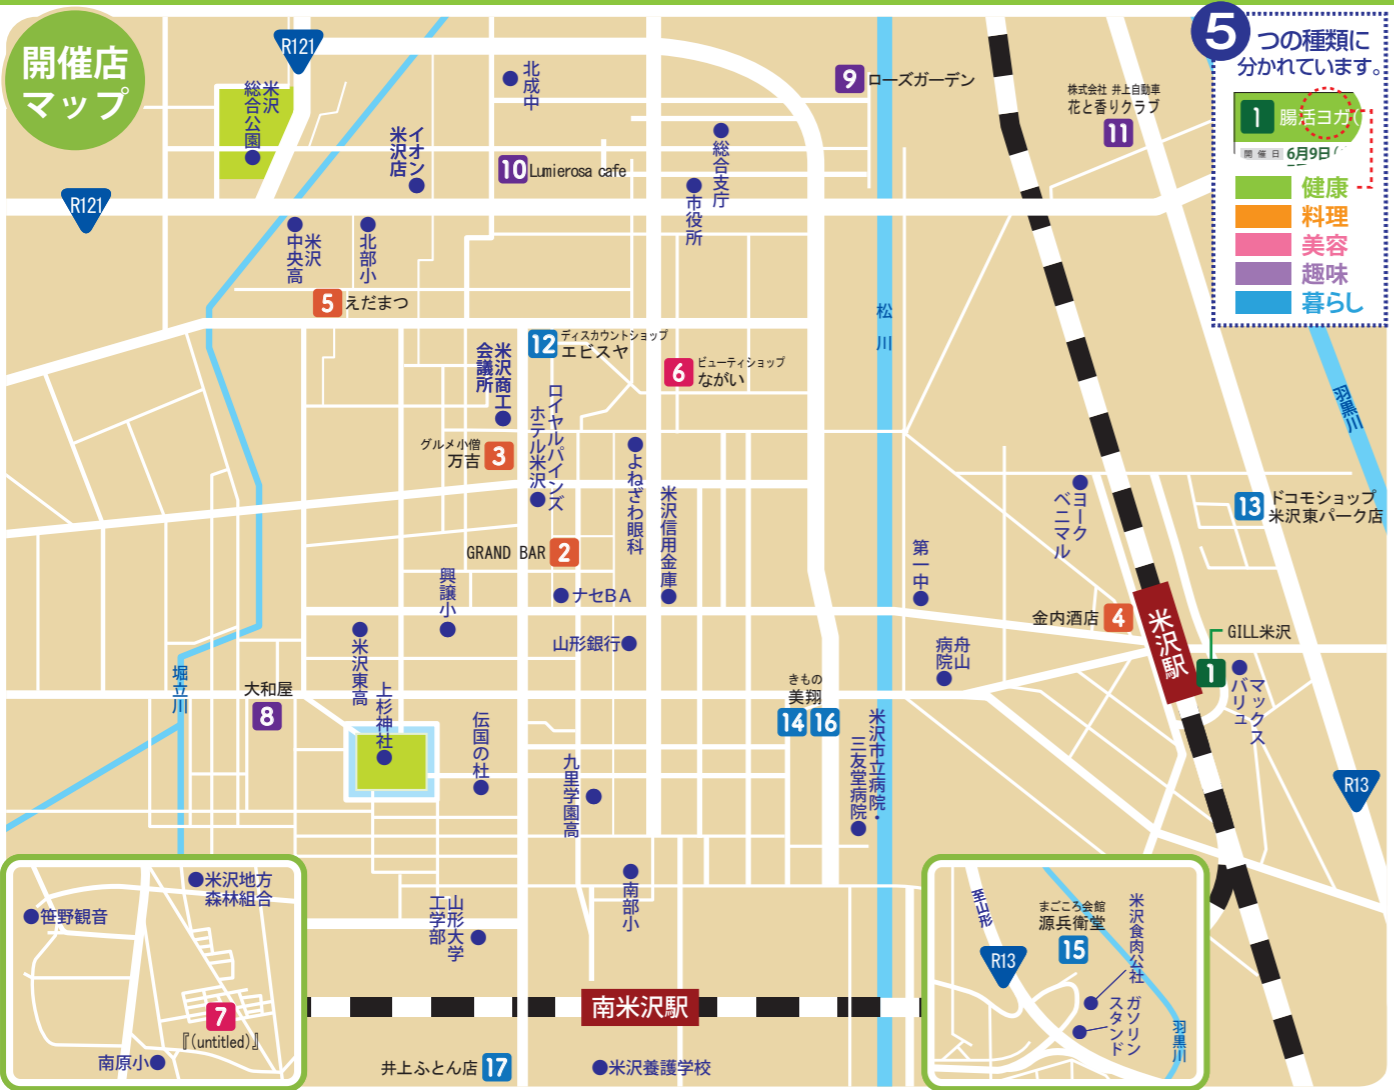 開催店
マップ
R121
R121
米沢
総合公園
イオン
米沢店
北成中
10 Lumierosa cafe
総合支庁
市役所
9 ローズガーデン
株式会社 井上自動車
花と香りクラブ
11
5つの種類に
分かれています。
1 腸活ヨガ(
開催日 6月9日(
健康
料理
美容
趣味
暮らし
米沢
中央高
北部小
5 えだまつ
松川
羽黒川
米沢商工
会議所
12 ディスカウントショップ
エビスヤ
6 ビューティショップ
ながい
ロイヤルパインズ
ホテル米沢
グルメ小僧
万吉 3
よねざわ眼科
米沢信用金庫
ヨーク
ベニマル
13 ドコモショップ
米沢東パーク店
GRAND BAR 2
興譲小
ナセBA
第一中
金内酒店 4
米沢駅
GILL米沢
1
マックス
バリュ
米沢東高
山形銀行
舟山
病院
堀立川
大和屋
8
上杉神社
伝国の杜
きもの
美翔
14 16
米沢市立病院・
三友堂病院
九里学園高
R13
南部小
山形大学
工学部
米沢地方
森林組合
笹野観音
7
『(untitled)』
南原小
南米沢駅
井上ふとん店 17
米沢養護学校
至山形
R13
まごころ会館
源兵衛堂
15
米沢食肉公社
ガソリン
スタンド
羽黒川